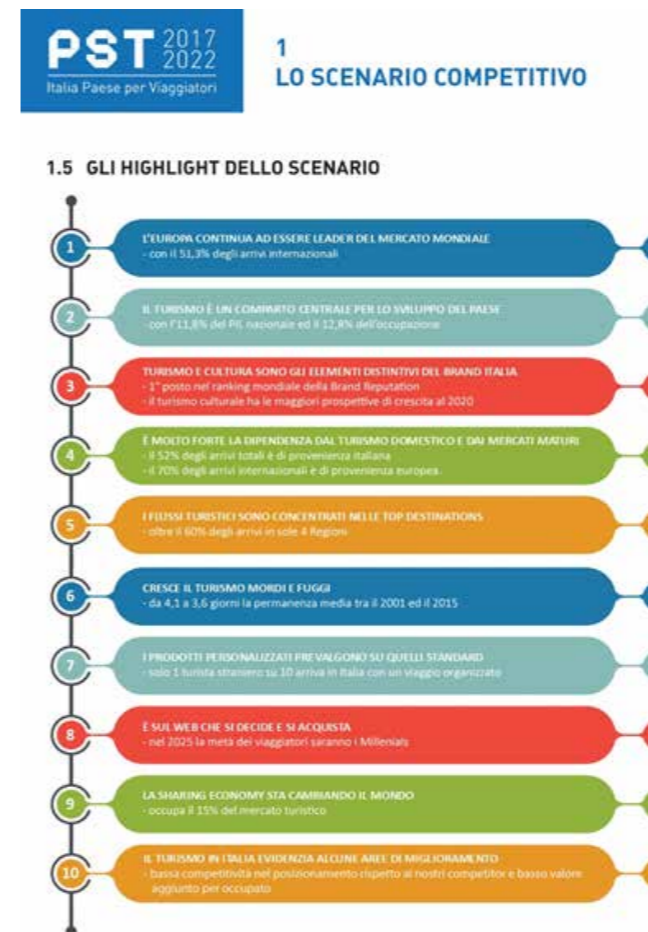 PST 2017
2022
Italia Paese per Viaggiatori
1
LO SCENARIO COMPETITIVO
1.5 GLI HIGHLIGHT DELLO SCENARIO
1
L'EUROPA CONTINUA AD ESSERE LEADER DEL MERCATO MONDIALE
- con il 51,3% degli arrivi internazionali
2
IL TURISMO È UN COMPARTO CENTRALE PER LO SVILUPPO DEL PAESE
- con l'11,8% del PIL nazionale ed il 12,8% dell'occupazione
3
TURISMO E CULTURA SONO GLI ELEMENTI DISTINTIVI DEL BRAND ITALIA
- 1° posto nel ranking mondiale della Brand Reputation
- il turismo culturale ha le maggiori prospettive di crescita al 2020
4
È MOLTO FORTE LA DIPENDENZA DAL TURISMO DOMESTICO E DAI MERCATI MATURI
- il 52% degli arrivi totali è di provenienza italiana
- il 70% degli arrivi internazionali è di provenienza europea
5
I FLUSSI TURISTICI SONO CONCENTRATI NELLE TOP DESTINATIONS
- oltre il 60% degli arrivi in sole 4 Regioni
6
CRESCE IL TURISMO MORDI E FUGGI
- da 4,1 a 3,6 giorni la permanenza media tra il 2001 ed il 2015
7
I PRODOTTI PERSONALIZZATI PREVALGONO SU QUELLI STANDARD
- solo 1 turista straniero su 10 arriva in Italia con un viaggio organizzato
8
È SUL WEB CHE SI DECIDE E SI ACQUISTA
- nel 2025 la metà dei viaggiatori saranno i Millenials
9
LA SHARING ECONOMY STA CAMBIANDO IL MONDO
- occupa il 15% del mercato turistico
10
IL TURISMO IN ITALIA EVIDENZIA ALCUNE AREE DI MIGLIORAMENTO
- bassa competitività nel posizionamento rispetto ai nostri competitor e basso valore
aggiunto per occupato